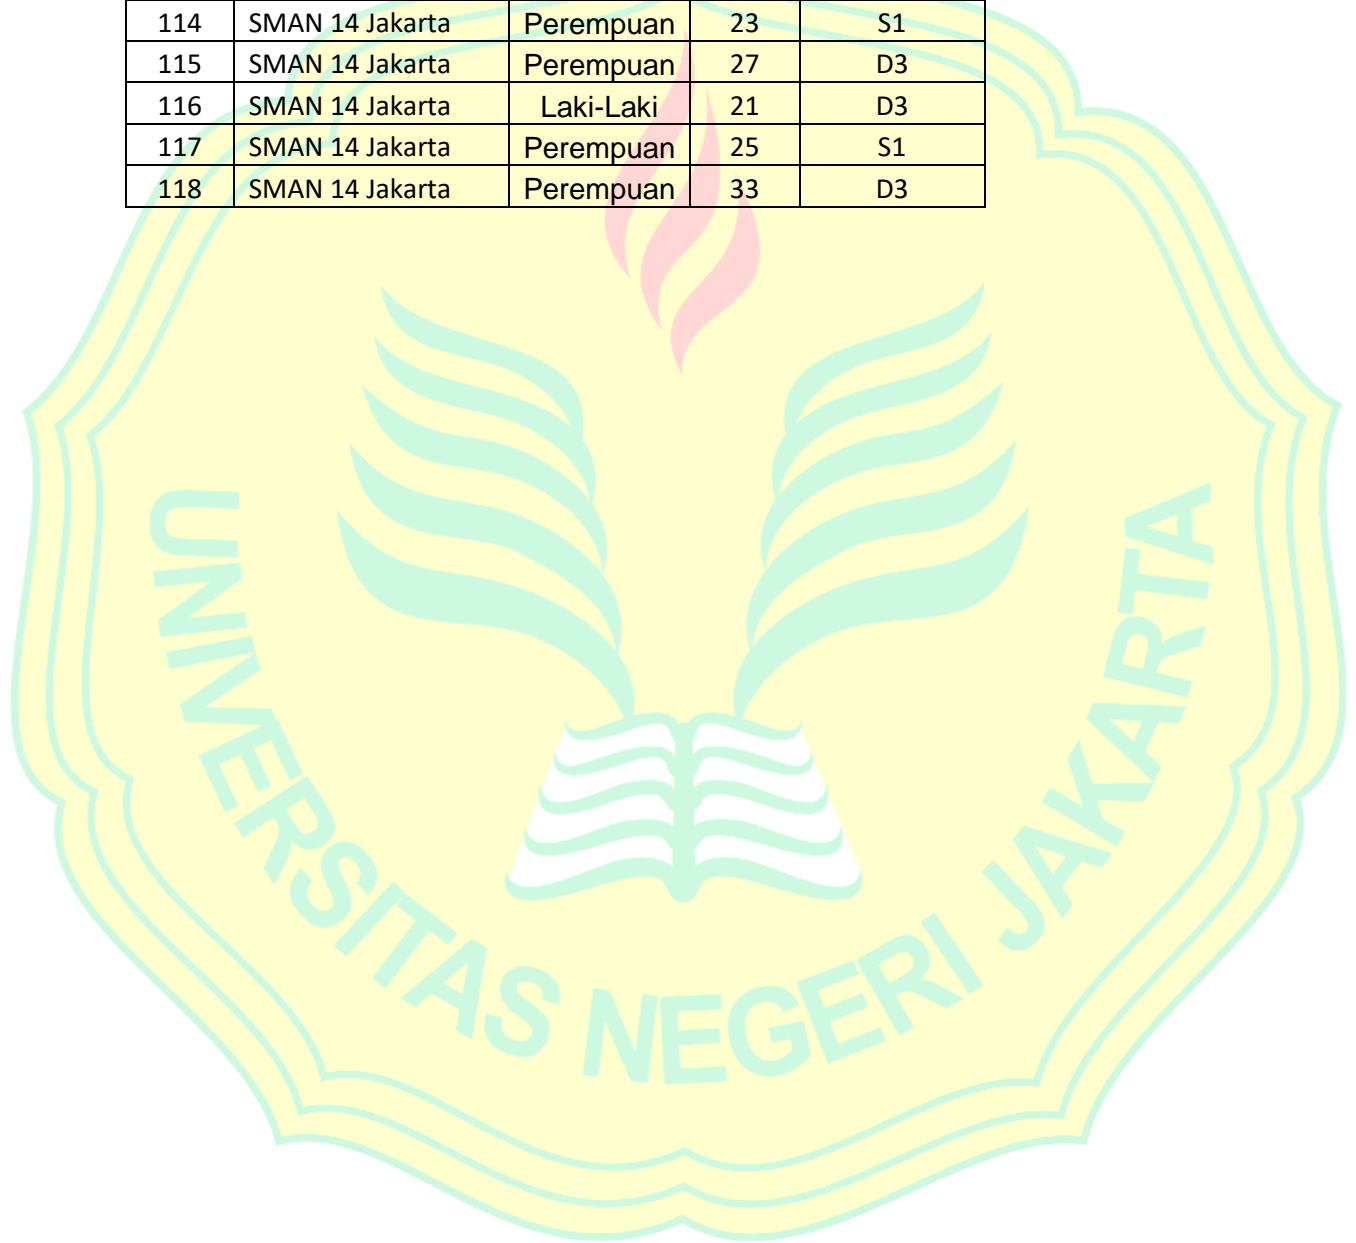 114 SMAN 14 Jakarta Perempuan 23 S1
115 SMAN 14 Jakarta Perempuan 27 D3
116 SMAN 14 Jakarta Laki-Laki 21 D3
117 SMAN 14 Jakarta Perempuan 25 S1
118 SMAN 14 Jakarta Perempuan 33 D3
UNIVERSITAS NEGERI JAKARTA